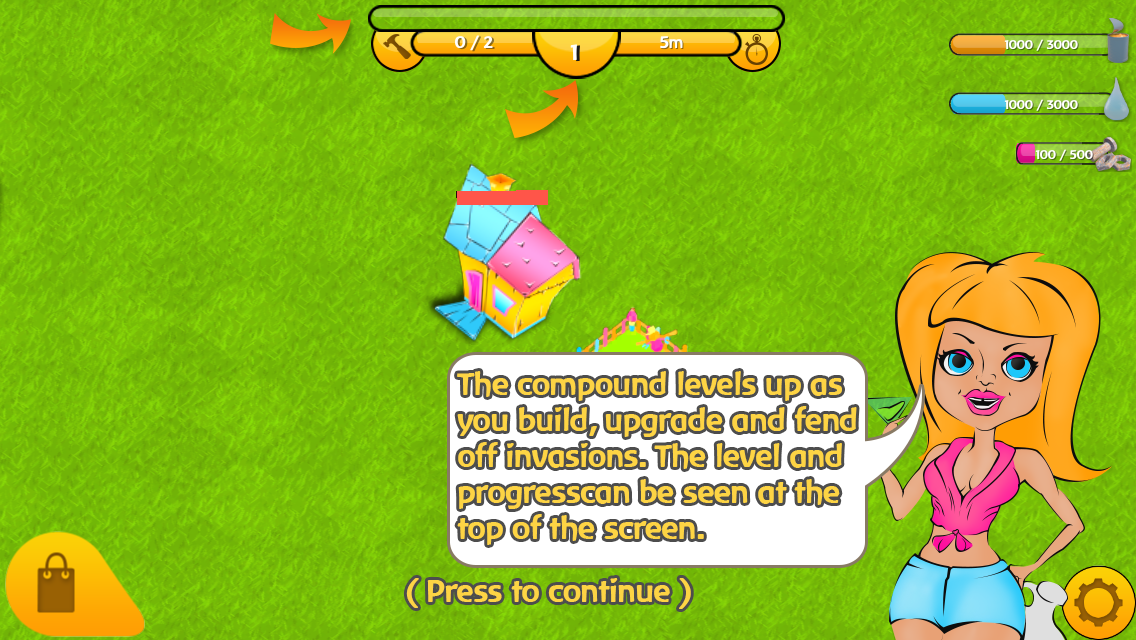 0 / 2
1
5m
1000 / 3000
1000 / 3000
100 / 500
The compound levels up as
you build, upgrade and fend
off invasions. The level and
progresscan be seen at the
top of the screen.
( Press to continue )